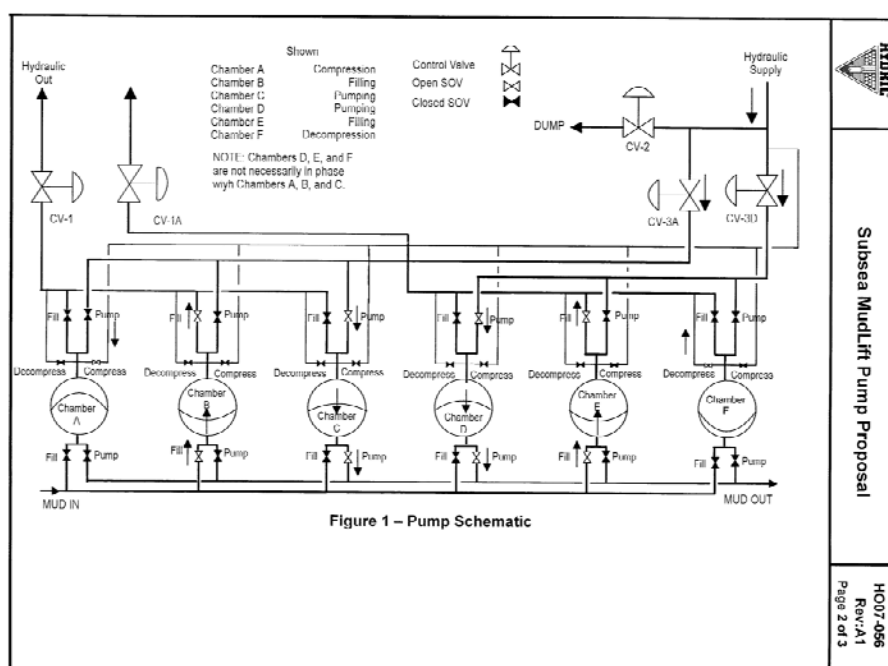 Hydraulic
Out
Shown
Chamber A Compression
Chamber B Filling
Chamber C Pumping
Chamber D Pumping
Chamber E Filling
Chamber F Decompression
NOTE: Chambers D, E, and F
are not necessarily in phase
wiyh Chambers A, B, and C.
Control Valve
Open SOV
Closed SOV
Hydraulic
Supply
DUMP
CV-2
CV-1
CV-1A
CV-3A
CV-3D
Fill Pump
Fill Pump
Fill Pump
Fill Pump
Fill Pump
Fill Pump
Decompress Compress
Decompress Compress
Decompress Compress
Decompress Compress
Decompress Compress
Decompress Compress
Chamber
A
Chamber
B
Chamber
C
Chamber
D
Chamber
E
Chamber
F
Fill Pump
Fill Pump
Fill Pump
Fill Pump
Fill Pump
Fill Pump
MUD IN
MUD OUT
Figure 1 – Pump Schematic
HYDRIL
Subsea MudLift Pump Proposal
HO07-056
Rev:A1
Page 2 of 3